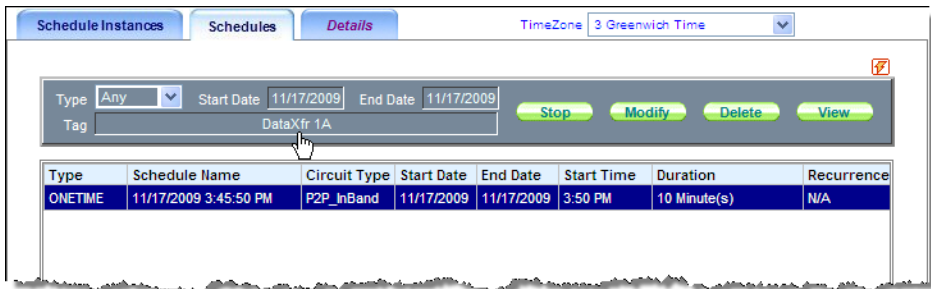 Schedule Instances Schedules Details TimeZone 3 Greenwich Time
Type Any Start Date 11/17/2009 End Date 11/17/2009 Stop Modify Delete View
Tag DataXfr 1A
Type Schedule Name Circuit Type Start Date End Date Start Time Duration Recurrence
ONETIME 11/17/2009 3:45:50 PM P2P_InBand 11/17/2009 11/17/2009 3:50 PM 10 Minute(s) N/A